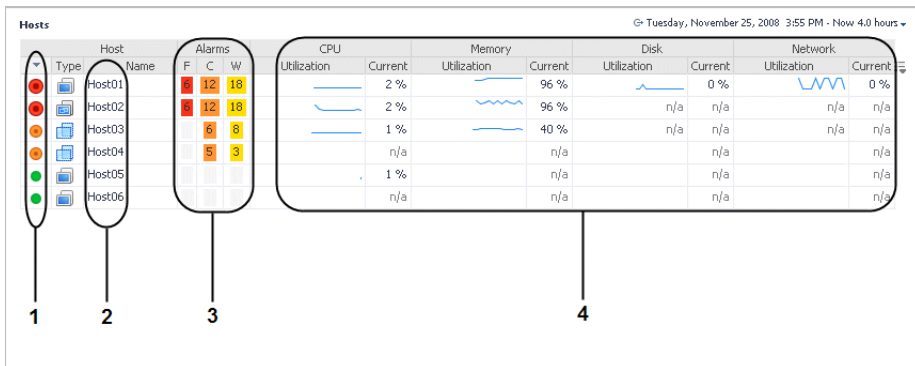 Hosts
Tuesday, November 25, 2008 3:55 PM - Now 4.0 hours
Host Alarms CPU Memory Disk Network
Type Name F C W Utilization Current Utilization Current Utilization Current Utilization Current
Host01 6 12 18 2 % 96 % 0 % 0 %
Host02 6 12 18 2 % 96 % n/a n/a n/a n/a
Host03 6 8 1 % 40 % n/a n/a n/a n/a
Host04 5 3 n/a n/a n/a n/a
Host05 1 % n/a n/a n/a
Host06 n/a n/a n/a n/a
1 2 3 4